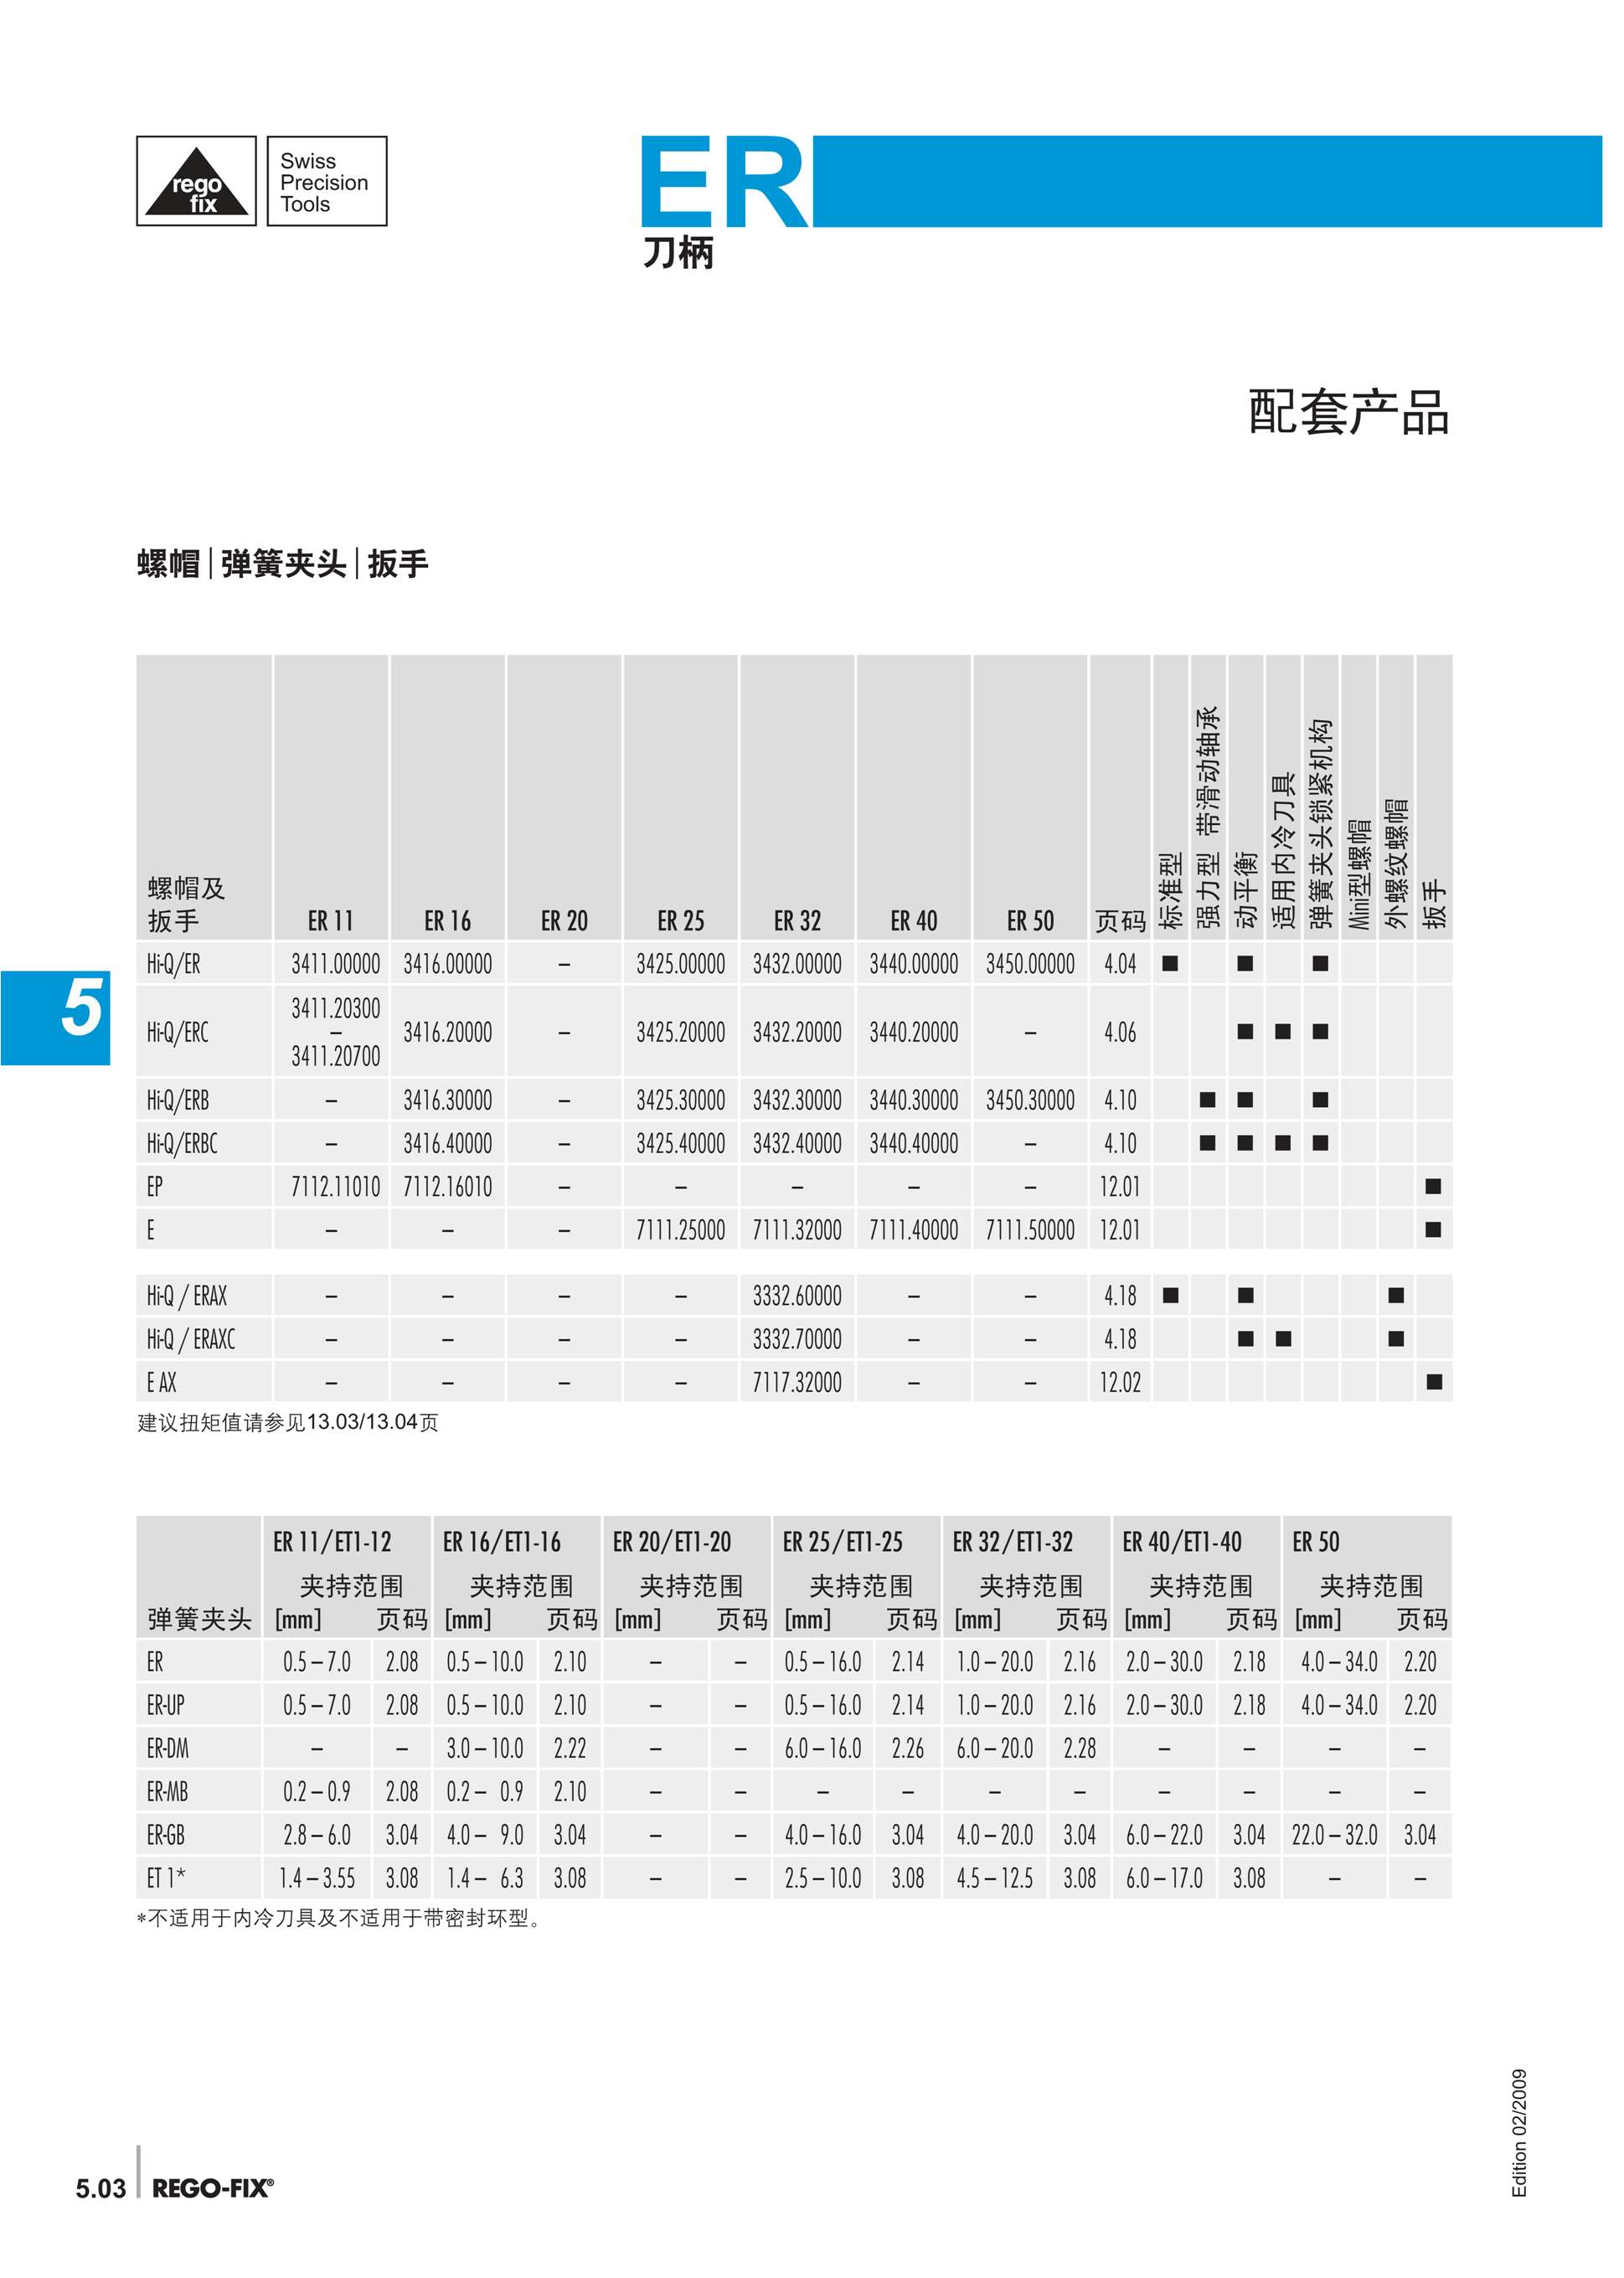 rego
fix
Swiss
Precision
Tools
ER
刀柄
配套产品
螺帽|弹簧夹头|扳手
螺帽及
扳手 ER 11 ER 16 ER 20 ER 25 ER 32 ER 40 ER 50 页码 标准型 强力型 带滑动轴承 动平衡 适用内冷刀具 弹簧夹头锁紧机构 Mini型螺帽 外螺纹螺帽 扳手
Hi-Q/ER 3411.00000 3416.00000 – 3425.00000 3432.00000 3440.00000 3450.00000 4.04 ■ ■ ■
5
3411.20300
Hi-Q/ERC – 3416.20000 – 3425.20000 3432.20000 3440.20000 – 4.06 ■ ■ ■
3411.20700
Hi-Q/ERB – 3416.30000 – 3425.30000 3432.30000 3440.30000 3450.30000 4.10 ■ ■ ■
Hi-Q/ERBC – 3416.40000 – 3425.40000 3432.40000 3440.40000 – 4.10 ■ ■ ■ ■
EP 7112.11010 7112.16010 – – – – – 12.01 ■
E – – – 7111.25000 7111.32000 7111.40000 7111.50000 12.01 ■
Hi-Q / ERAX – – – – 3332.60000 – – 4.18 ■ ■ ■
Hi-Q / ERAXC – – – – 3332.70000 – – 4.18 ■ ■ ■
E AX – – – – 7117.32000 – – 12.02 ■
建议扭矩值请参见13.03/13.04页
ER 11/ET1-12 ER 16/ET1-16 ER 20/ET1-20 ER 25/ET1-25 ER 32/ET1-32 ER 40/ET1-40 ER 50
夹持范围 夹持范围 夹持范围 夹持范围 夹持范围 夹持范围 夹持范围
弹簧夹头 [mm] 页码 [mm] 页码 [mm] 页码 [mm] 页码 [mm] 页码 [mm] 页码 [mm] 页码
ER 0.5 – 7.0 2.08 0.5 – 10.0 2.10 – – 0.5 – 16.0 2.14 1.0 – 20.0 2.16 2.0 – 30.0 2.18 4.0 – 34.0 2.20
ER-UP 0.5 – 7.0 2.08 0.5 – 10.0 2.10 – – 0.5 – 16.0 2.14 1.0 – 20.0 2.16 2.0 – 30.0 2.18 4.0 – 34.0 2.20
ER-DM – – 3.0 – 10.0 2.22 – – 6.0 – 16.0 2.26 6.0 – 20.0 2.28 – – – –
ER-MB 0.2 – 0.9 2.08 0.2 – 0.9 2.10 – – – – – – – – – –
ER-GB 2.8 – 6.0 3.04 4.0 – 9.0 3.04 – – 4.0 – 16.0 3.04 4.0 – 20.0 3.04 6.0 – 22.0 3.04 22.0 – 32.0 3.04
ET 1* 1.4 – 3.55 3.08 1.4 – 6.3 3.08 – – 2.5 – 10.0 3.08 4.5 – 12.5 3.08 6.0 – 17.0 3.08 – –
*不适用于内冷刀具及不适用于带密封环型。
Edition 02/2009
5.03 REGO-FIX®